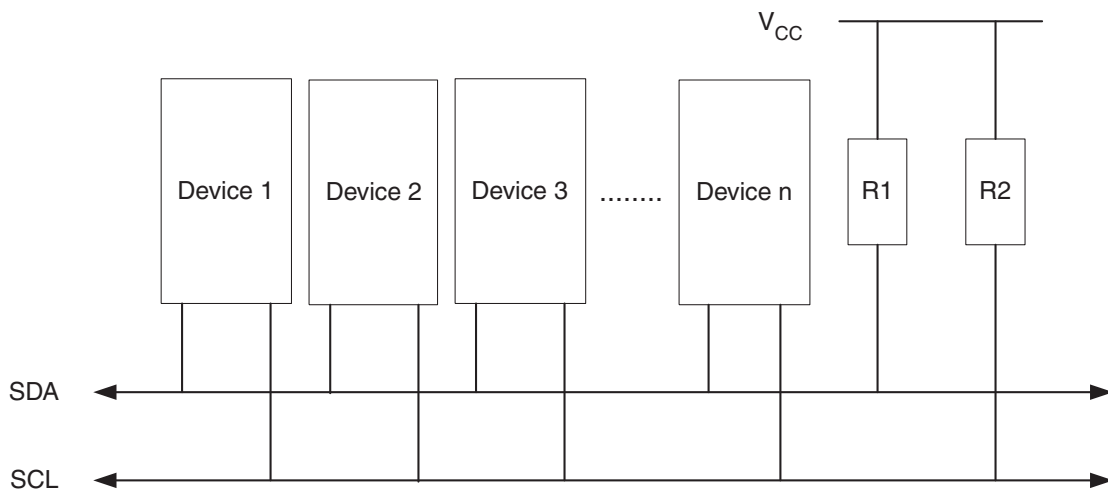 VCC
Device 1
Device 2
Device 3
........
Device n
R1
R2
SDA
SCL